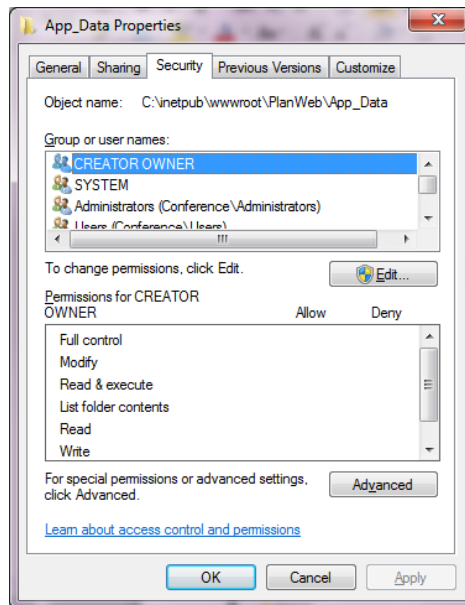 App_Data Properties
General Sharing Security Previous Versions Customize
Object name: C:\inetpub\wwwroot\PlanWeb\App_Data
Group or user names:
CREATOR OWNER
SYSTEM
Administrators (Conference\Administrators)
Users (Conference\Users)
To change permissions, click Edit.
Edit...
Permissions for CREATOR
OWNER Allow Deny
Full control
Modify
Read & execute
List folder contents
Read
Write
For special permissions or advanced settings,
click Advanced.
Advanced
Learn about access control and permissions
OK Cancel Apply